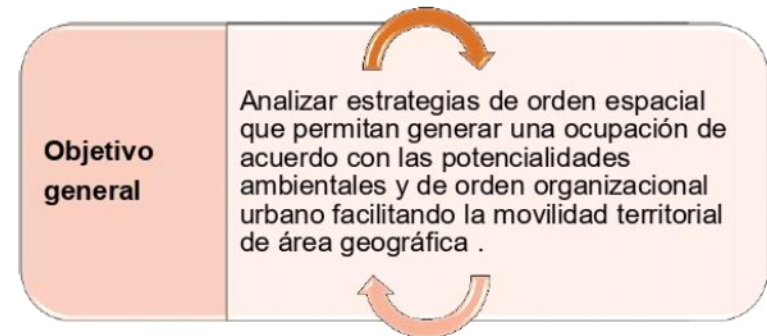 Objetivo
general
Analizar estrategias de orden espacial
que permitan generar una ocupación de
acuerdo con las potencialidades
ambientales y de orden organizacional
urbano facilitando la movilidad territorial
de área geográfica .